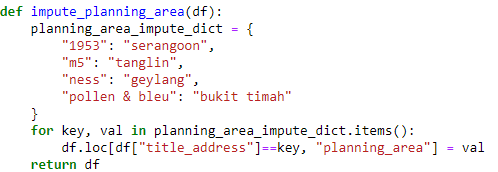 def impute_planning_area(df):
    planning_area_impute_dict = {
        "1953": "serangoon",
        "m5": "tanglin",
        "ness": "geylang",
        "pollen & bleu": "bukit timah"
    }
    for key, val in planning_area_impute_dict.items():
        df.loc[df["title_address"]==key, "planning_area"] = val
    return df